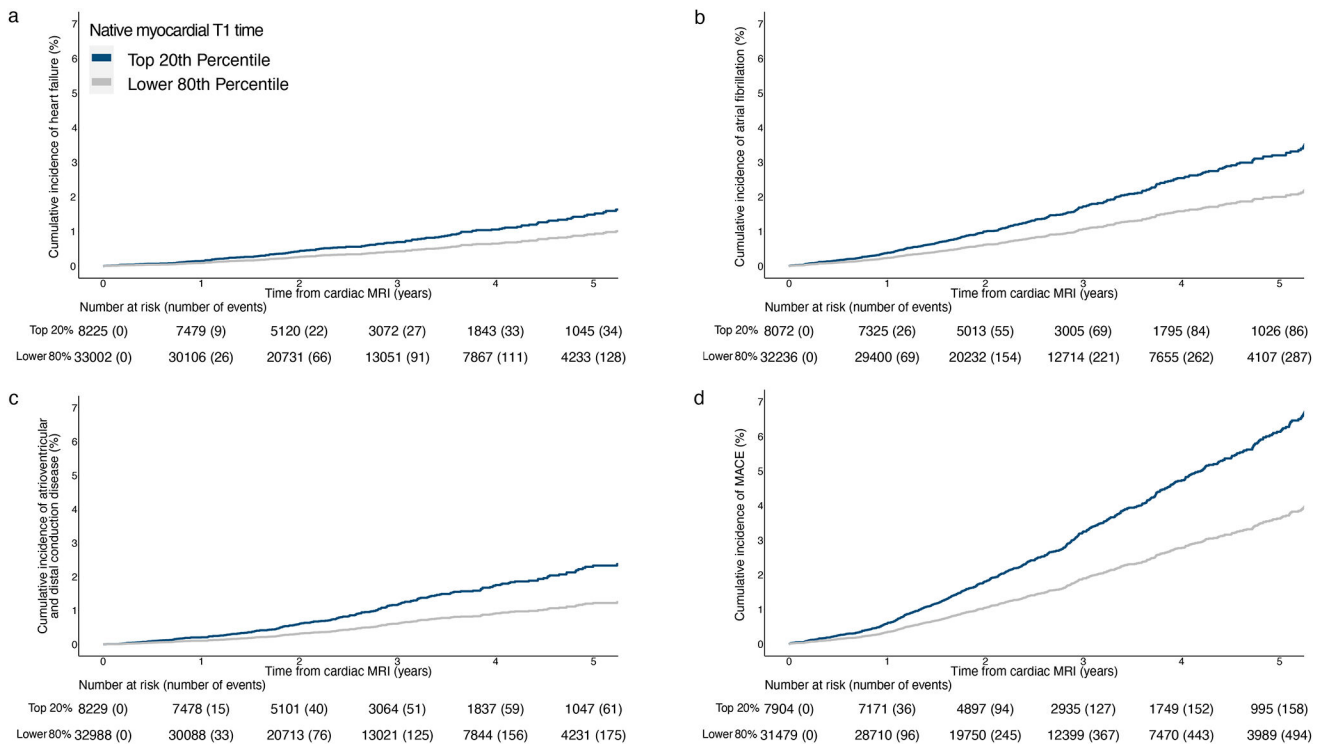 a
Cumulative incidence of heart failure (%)
7
6
5
4
3
2
1
0
Native myocardial T1 time
Top 20th Percentile
Lower 80th Percentile
0 1 2 3 4 5
Time from cardiac MRI (years)
Number at risk (number of events)
Top 20% 8225 (0) 7479 (9) 5120 (22) 3072 (27) 1843 (33) 1045 (34)
Lower 80% 33002 (0) 30106 (26) 20731 (66) 13051 (91) 7867 (111) 4233 (128)
b
Cumulative incidence of atrial fibrillation (%)
7
6
5
4
3
2
1
0
0 1 2 3 4 5
Time from cardiac MRI (years)
Number at risk (number of events)
Top 20% 8072 (0) 7325 (26) 5013 (55) 3005 (69) 1795 (84) 1026 (86)
Lower 80% 32236 (0) 29400 (69) 20232 (154) 12714 (221) 7655 (262) 4107 (287)
c
Cumulative incidence of atrioventricular
and distal conduction disease (%)
7
6
5
4
3
2
1
0
0 1 2 3 4 5
Time from cardiac MRI (years)
Number at risk (number of events)
Top 20% 8229 (0) 7478 (15) 5101 (40) 3064 (51) 1837 (59) 1047 (61)
Lower 80% 32988 (0) 30088 (33) 20713 (76) 13021 (125) 7844 (156) 4231 (175)
d
Cumulative incidence of MACE (%)
7
6
5
4
3
2
1
0
0 1 2 3 4 5
Time from cardiac MRI (years)
Number at risk (number of events)
Top 20% 7904 (0) 7171 (36) 4897 (94) 2935 (127) 1749 (152) 995 (158)
Lower 80% 31479 (0) 28710 (96) 19750 (245) 12399 (367) 7470 (443) 3989 (494)